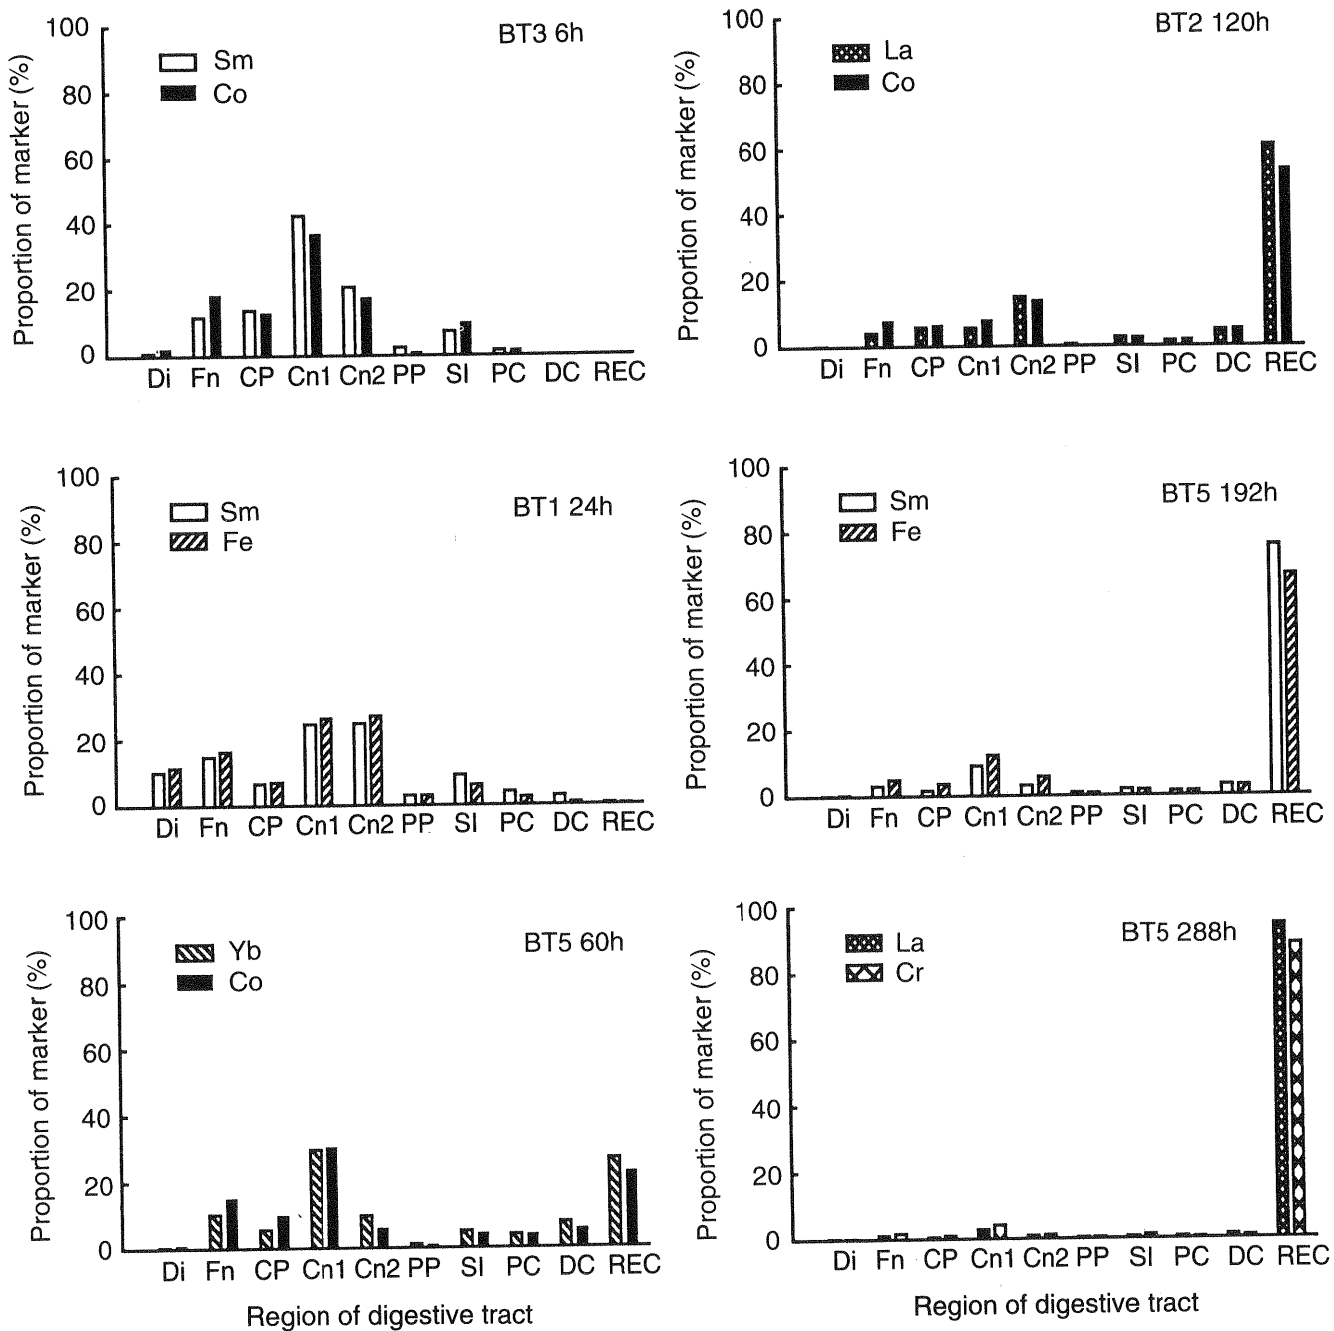 BT3 6h
Sm
Co
Proportion of marker (%)
100
80
60
40
20
0
Di Fn CP Cn1 Cn2 PP SI PC DC REC
BT2 120h
La
Co
Proportion of marker (%)
100
80
60
40
20
0
Di Fn CP Cn1 Cn2 PP SI PC DC REC
BT1 24h
Sm
Fe
Proportion of marker (%)
100
80
60
40
20
0
Di Fn CP Cn1 Cn2 PP SI PC DC REC
BT5 192h
Sm
Fe
Proportion of marker (%)
100
80
60
40
20
0
Di Fn CP Cn1 Cn2 PP SI PC DC REC
BT5 60h
Yb
Co
Proportion of marker (%)
100
80
60
40
20
0
Di Fn CP Cn1 Cn2 PP SI PC DC REC
Region of digestive tract
BT5 288h
La
Cr
Proportion of marker (%)
100
80
60
40
20
0
Di Fn CP Cn1 Cn2 PP SI PC DC REC
Region of digestive tract